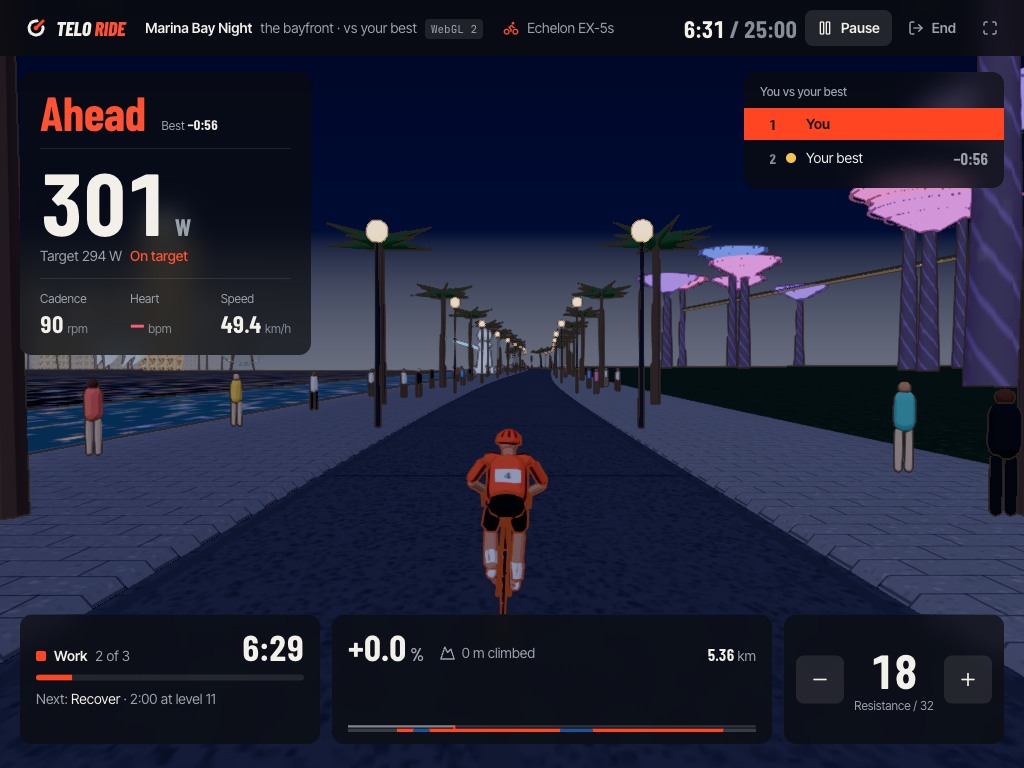 TELO RIDE Marina Bay Night the bayfront · vs your best WebGL 2 Echelon EX-5s 6:31 / 25:00 Pause End
Ahead Best −0:56
301 W
Target 294 W On target
Cadence Heart Speed
90 rpm – bpm 49.4 km/h
You vs your best
1 You
2 Your best −0:56
4
Work 2 of 3 6:29
Next: Recover · 2:00 at level 11
+0.0 % 0 m climbed 5.36 km
− 18 +
Resistance / 32